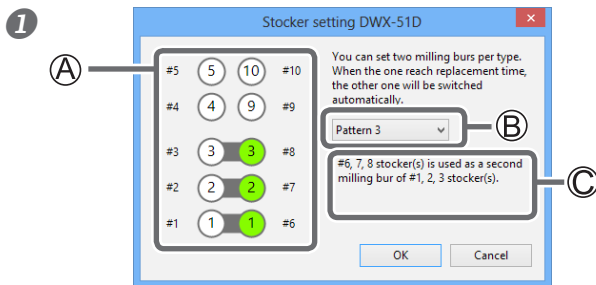 1
Stocker setting DWX-51D
A
#5 5 10 #10
#4 4 9 #9
#3 3 3 #8
#2 2 2 #7
#1 1 1 #6
You can set two milling burs per type.
When the one reach replacement time,
the other one will be switched
automatically.
Pattern 3
B
#6, 7, 8 stocker(s) is used as a second
milling bur of #1, 2, 3 stocker(s).
C
OK Cancel